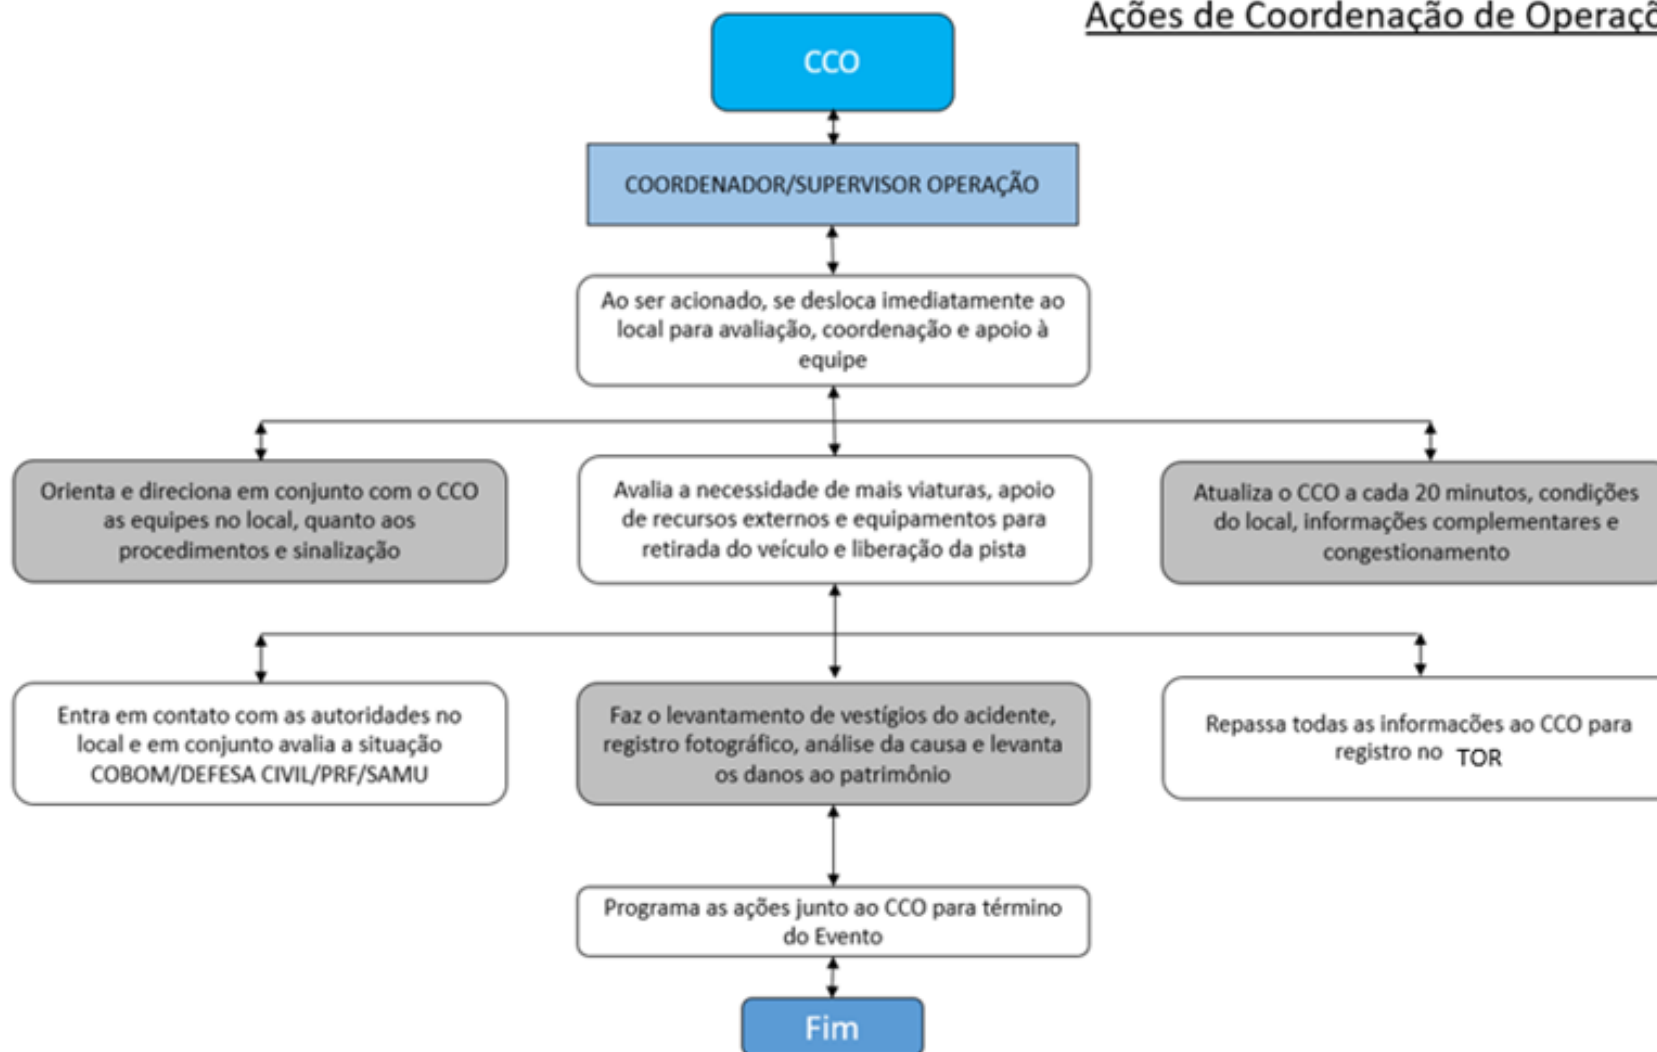 Ações de Coordenação de Operaçõ
CCO
COORDENADOR/SUPERVISOR OPERAÇÃO
Ao ser acionado, se desloca imediatamente ao
local para avaliação, coordenação e apoio à
equipe
Orienta e direciona em conjunto com o CCO
as equipes no local, quanto aos
procedimentos e sinalização
Avalia a necessidade de mais viaturas, apoio
de recursos externos e equipamentos para
retirada do veículo e liberação da pista
Atualiza o CCO a cada 20 minutos, condições
do local, informações complementares e
congestionamento
Entra em contato com as autoridades no
local e em conjunto avalia a situação
COBOM/DEFESA CIVIL/PRF/SAMU
Faz o levantamento de vestígios do acidente,
registro fotográfico, análise da causa e levanta
os danos ao patrimônio
Repassa todas as informações ao CCO para
registro no TOR
Programa as ações junto ao CCO para término
do Evento
Fim